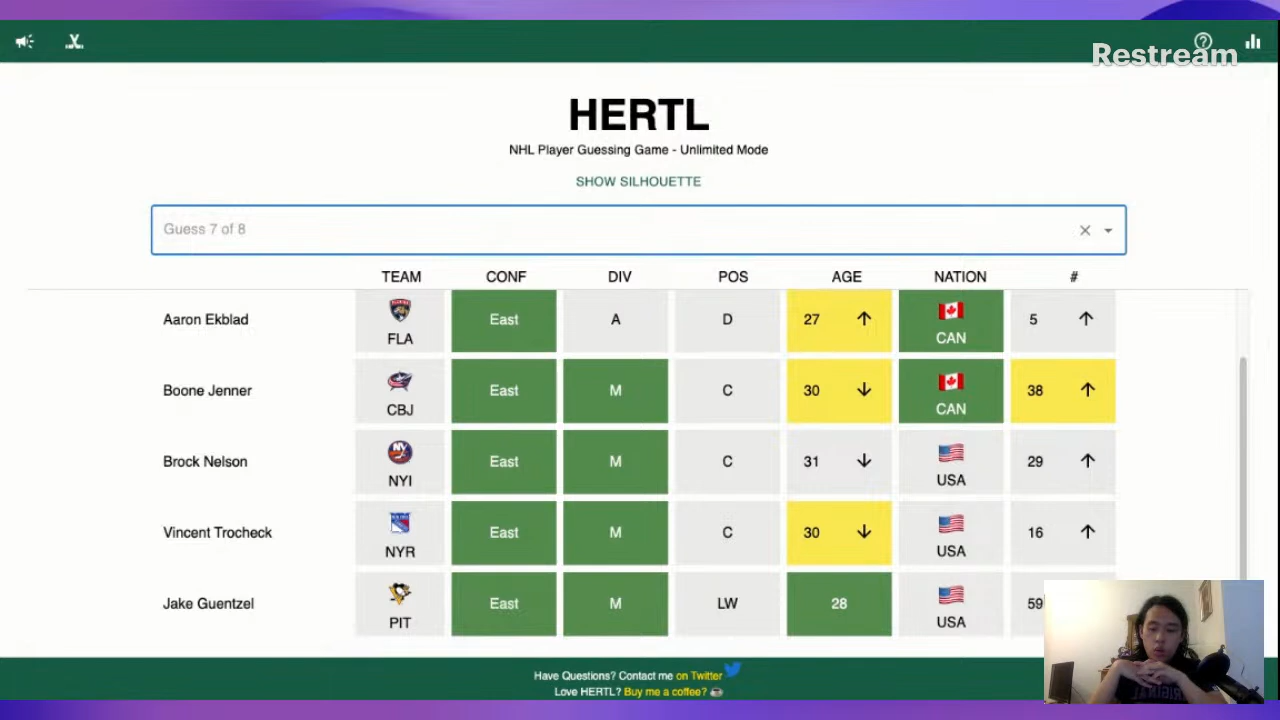 Restream
HERTL
NHL Player Guessing Game - Unlimited Mode
SHOW SILHOUETTE
Guess 7 of 8
TEAM CONF DIV POS AGE NATION #
Aaron Ekblad FLA East A D 27 CAN 5
Boone Jenner CBJ East M C 30 CAN 38
Brock Nelson NYI East M C 31 USA 29
Vincent Trocheck NYR East M C 30 USA 16
Jake Guentzel PIT East M LW 28 USA 59
Have Questions? Contact me on Twitter
Love HERTL? Buy me a coffee?